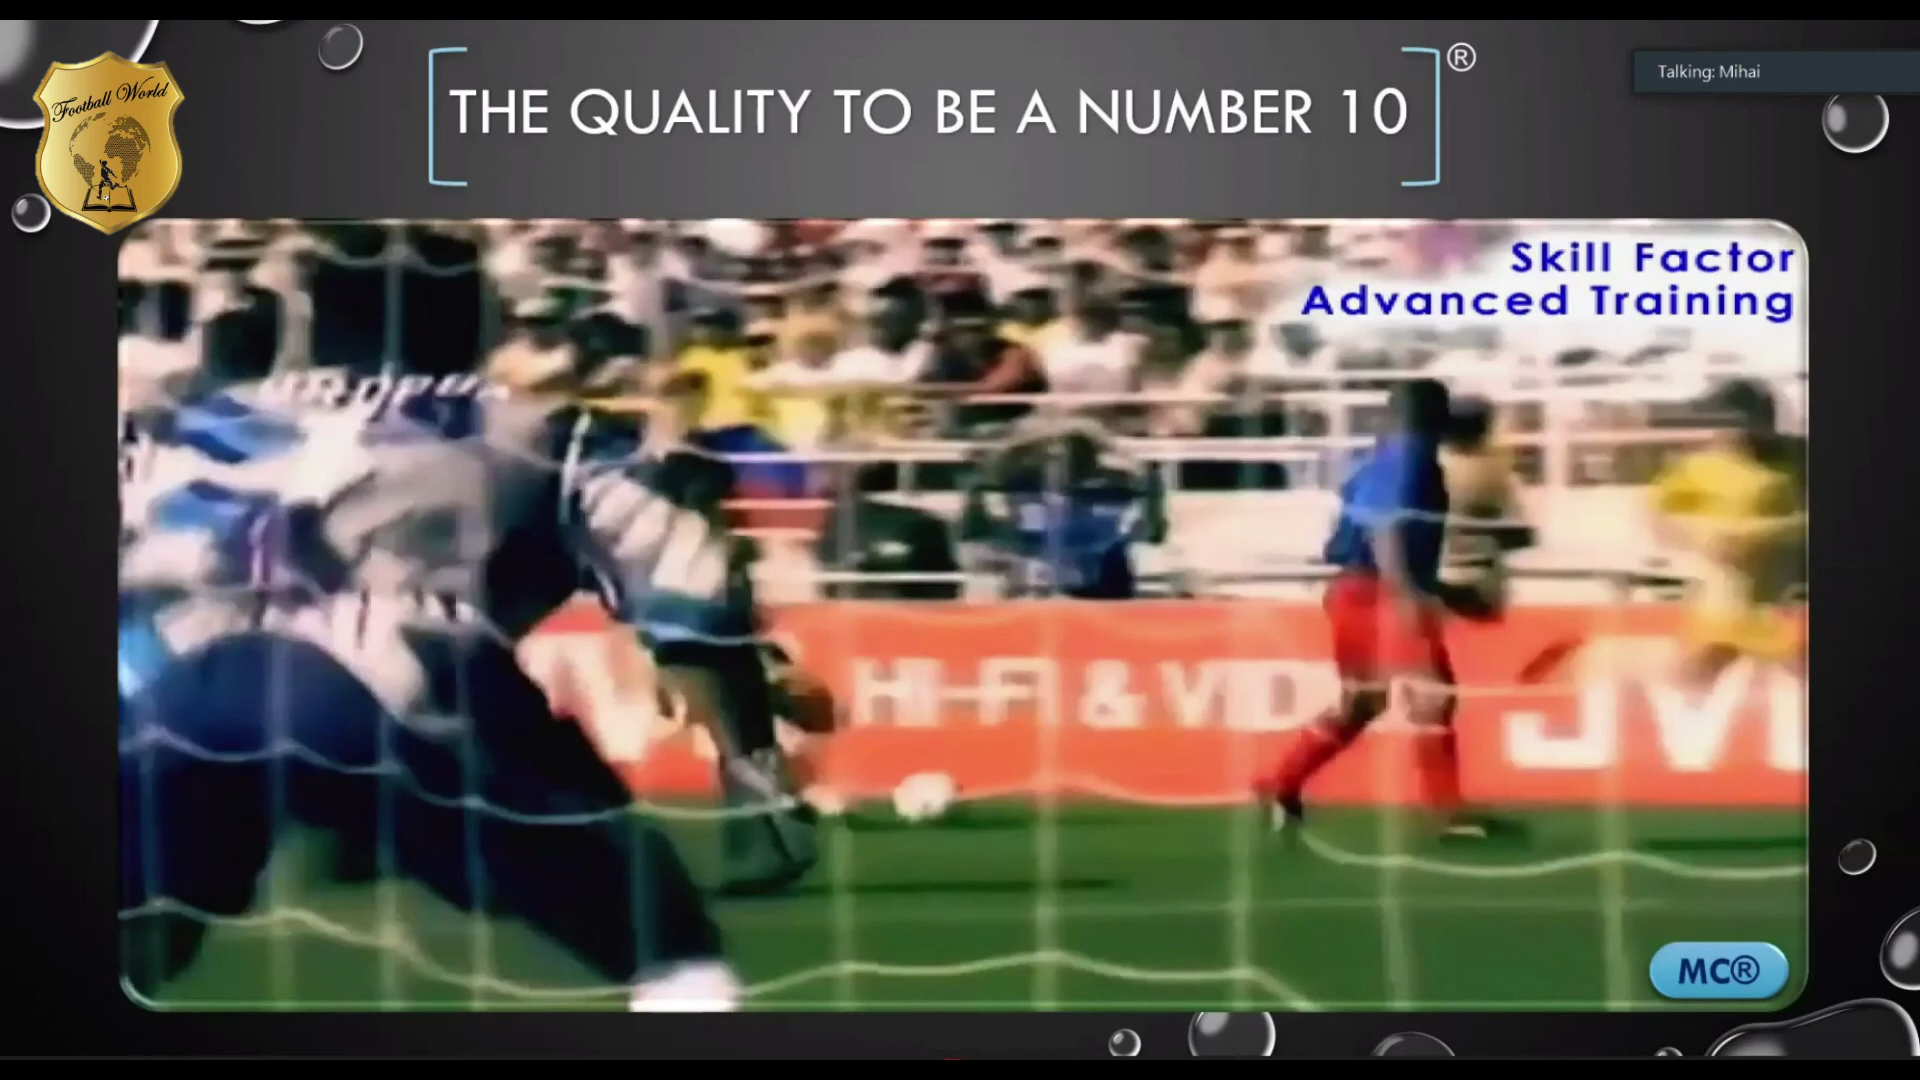 Football World
THE QUALITY TO BE A NUMBER 10
®
Talking: Mihai
Skill Factor
Advanced Training
HI-FI & VID
JV
MC®